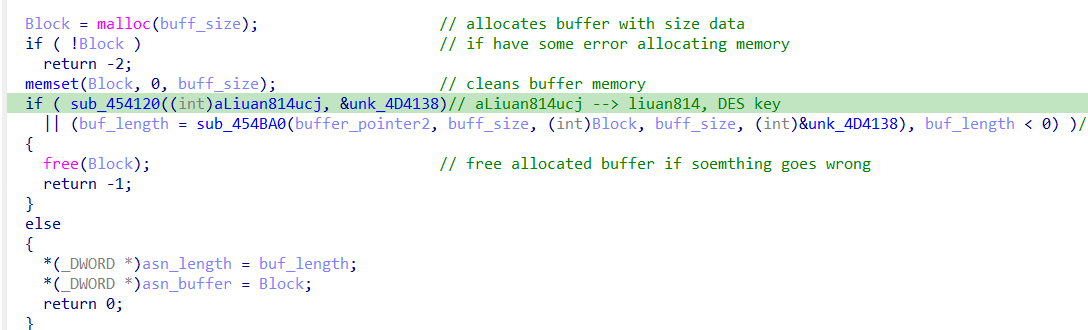 Block = malloc(buff_size); // allocates buffer with size data
if ( !Block ) // if have some error allocating memory
return -2;
memset(Block, 0, buff_size); // cleans buffer memory
if ( sub_454120((int)aLiuan814ucj, &unk_4D4138)// aLiuan814ucj --> liuan814, DES key
|| (buf_length = sub_454BA0(buffer_pointer2, buff_size, (int)Block, buff_size, (int)&unk_4D4138), buf_length < 0) )/
{
free(Block); // free allocated buffer if soemthing goes wrong
return -1;
}
else
{
*(_DWORD *)asn_length = buf_length;
*(_DWORD *)asn_buffer = Block;
return 0;
}